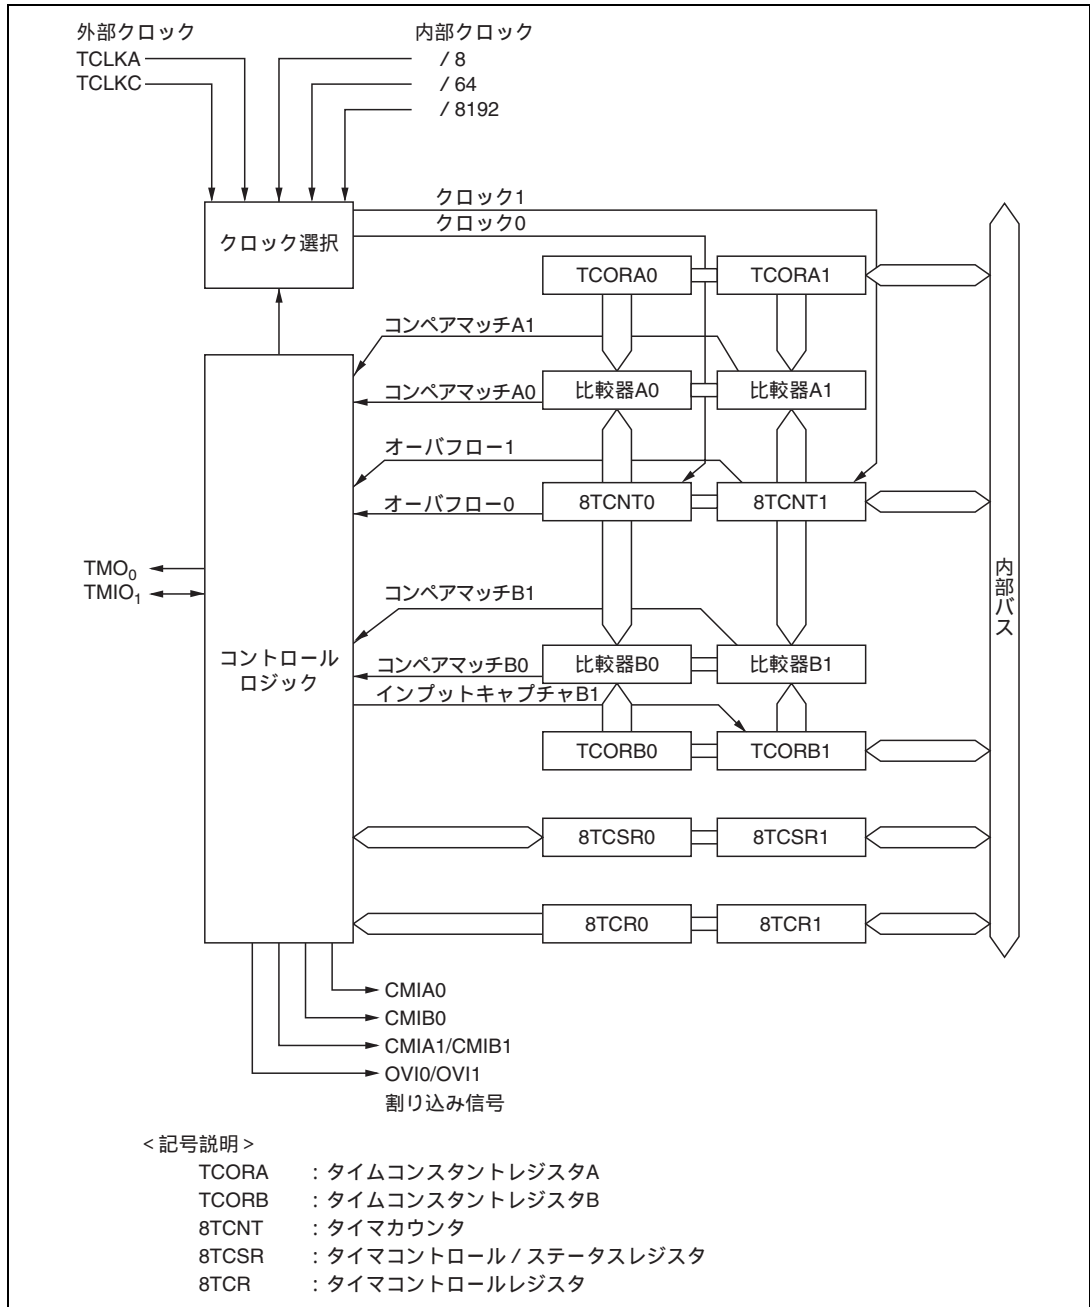 外部クロック
TCLKA
TCLKC
内部クロック
/ 8
/ 64
/ 8192
クロック1
クロック0
クロック選択
TCORA0
TCORA1
コンペアマッチA1
コンペアマッチA0
比較器A0
比較器A1
オーバフロー1
オーバフロー0
8TCNT0
8TCNT1
TMO0
TMIO1
内部バス
コンペアマッチB1
コントロール
ロジック
コンペアマッチB0
比較器B0
比較器B1
インプットキャプチャB1
TCORB0
TCORB1
8TCSR0
8TCSR1
8TCR0
8TCR1
CMIA0
CMIB0
CMIA1/CMIB1
OVI0/OVI1
割り込み信号
<記号説明>
TCORA : タイムコンスタントレジスタA
TCORB : タイムコンスタントレジスタB
8TCNT : タイマカウンタ
8TCSR : タイマコントロール / ステータスレジスタ
8TCR : タイマコントロールレジスタ